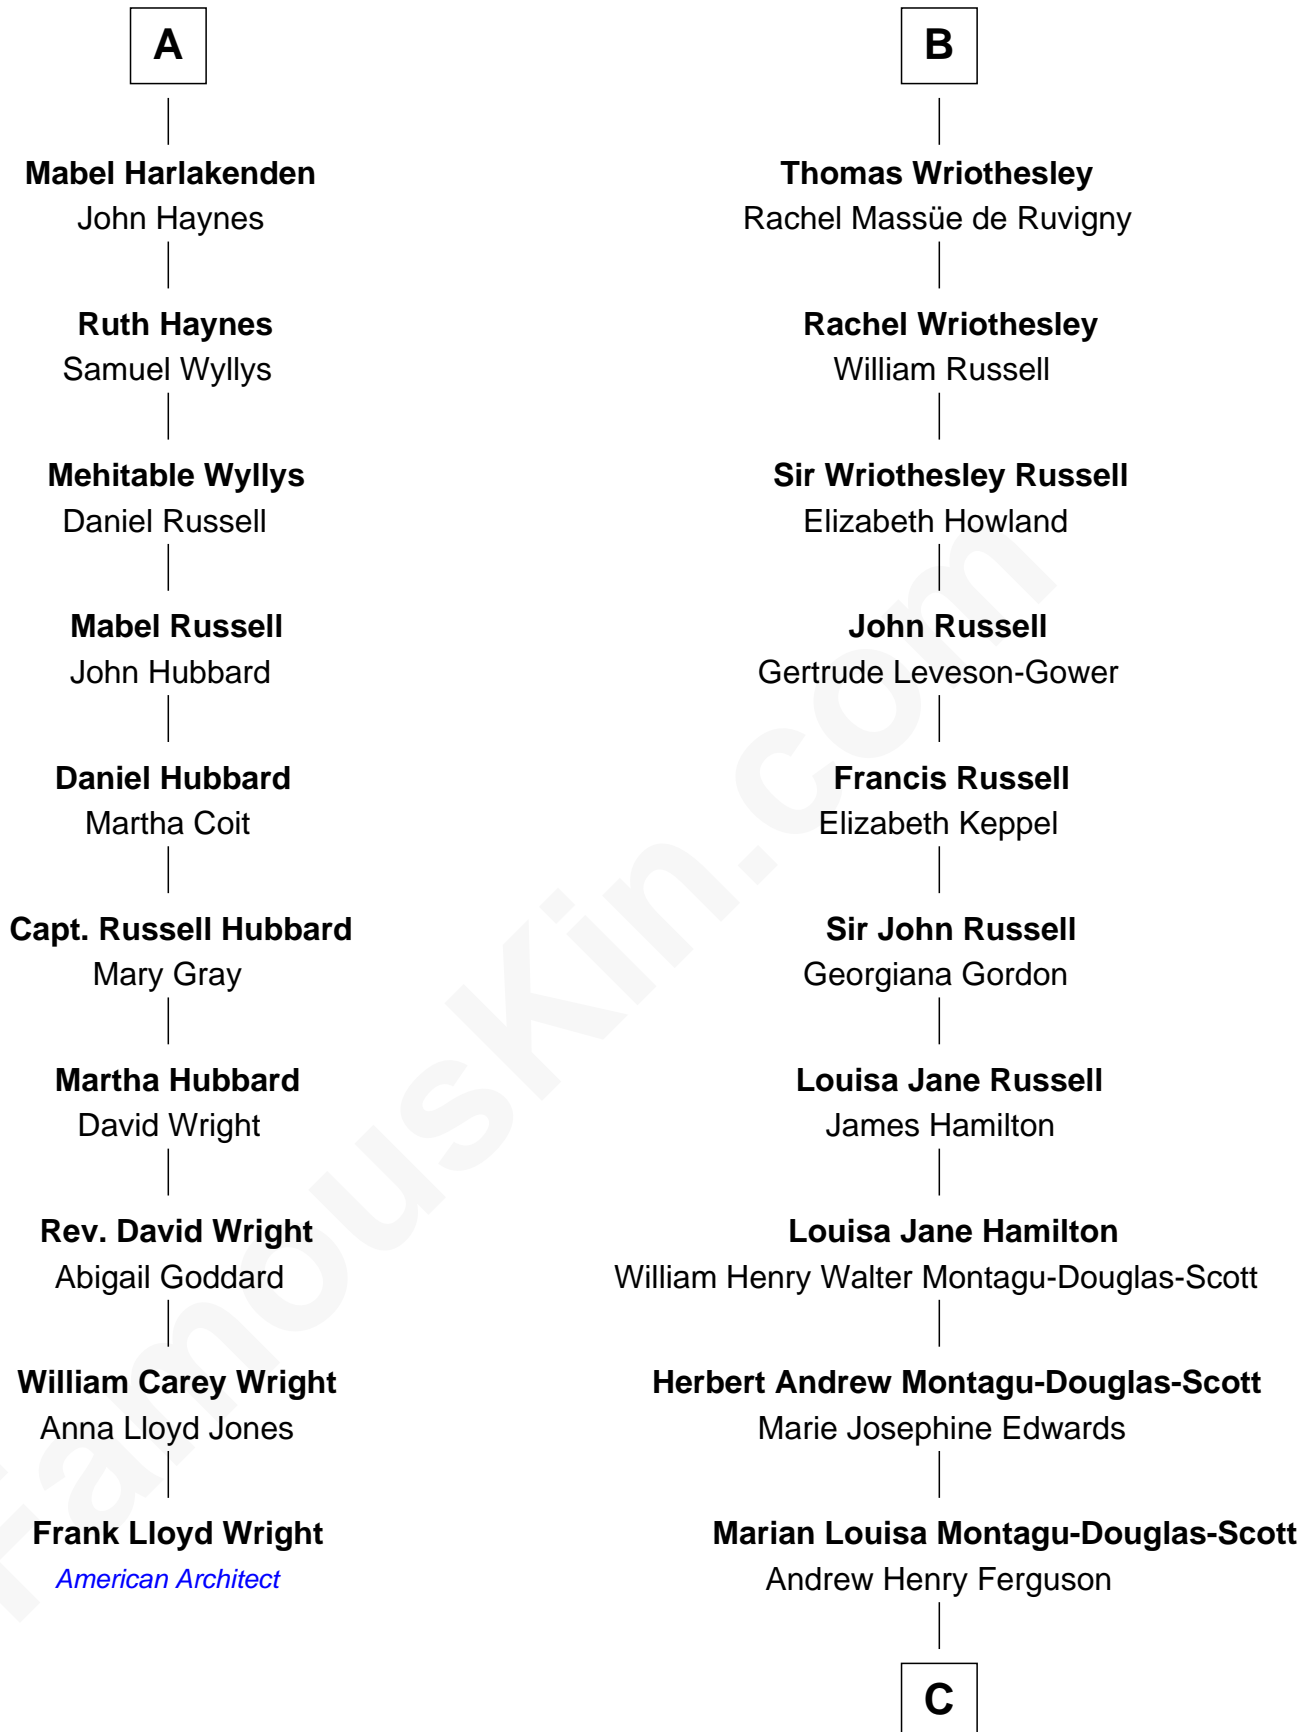 A
Mabel Harlakenden
John Haynes
Ruth Haynes
Samuel Wyllys
Mehitable Wyllys
Daniel Russell
Mabel Russell
John Hubbard
Daniel Hubbard
Martha Coit
Capt. Russell Hubbard
Mary Gray
Martha Hubbard
David Wright
Rev. David Wright
Abigail Goddard
William Carey Wright
Anna Lloyd Jones
Frank Lloyd Wright
American Architect
B
Thomas Wriothesley
Rachel Massüe de Ruvigny
Rachel Wriothesley
William Russell
Sir Wriothesley Russell
Elizabeth Howland
John Russell
Gertrude Leveson-Gower
Francis Russell
Elizabeth Keppel
Sir John Russell
Georgiana Gordon
Louisa Jane Russell
James Hamilton
Louisa Jane Hamilton
William Henry Walter Montagu-Douglas-Scott
Herbert Andrew Montagu-Douglas-Scott
Marie Josephine Edwards
Marian Louisa Montagu-Douglas-Scott
Andrew Henry Ferguson
C
FamousKin.com